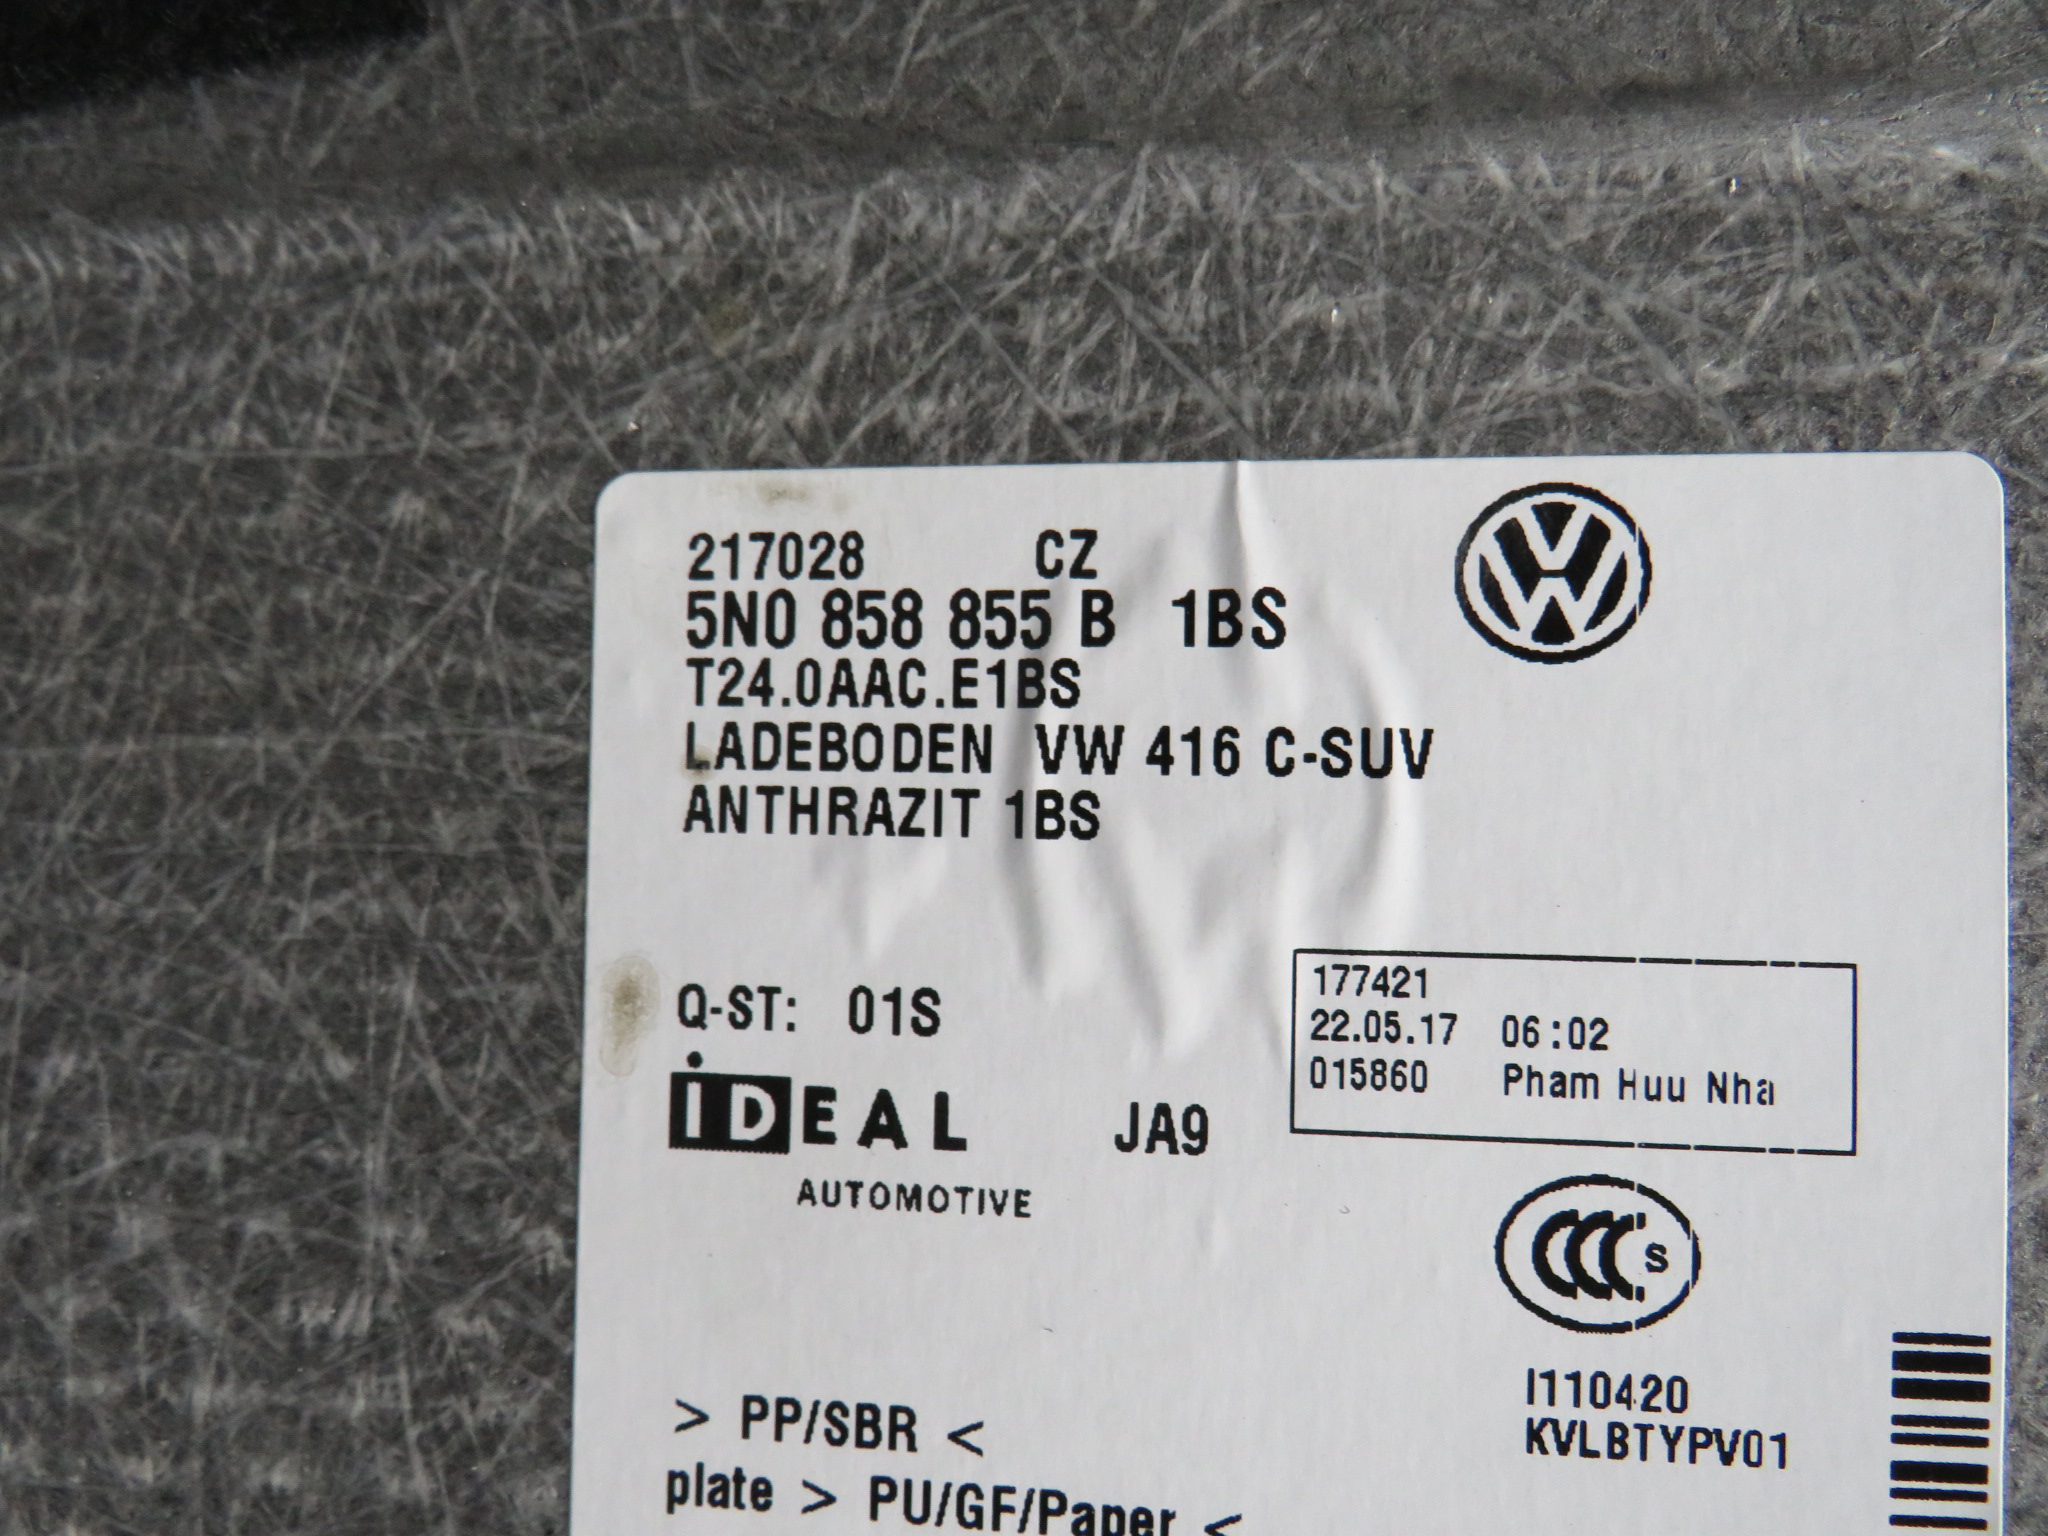 217028 CZ
5N0 858 855 B 1BS
T24.0AAC.E1BS
LADEBODEN VW 416 C-SUV
ANTHRAZIT 1BS
Q-ST: 01S
177421
22.05.17 06:02
015860 Pham Huu Nha
iDEAL JA9
AUTOMOTIVE
CCC S
I110420
KVLBTYPV01
> PP/SBR <
plate > PU/GF/Paper <